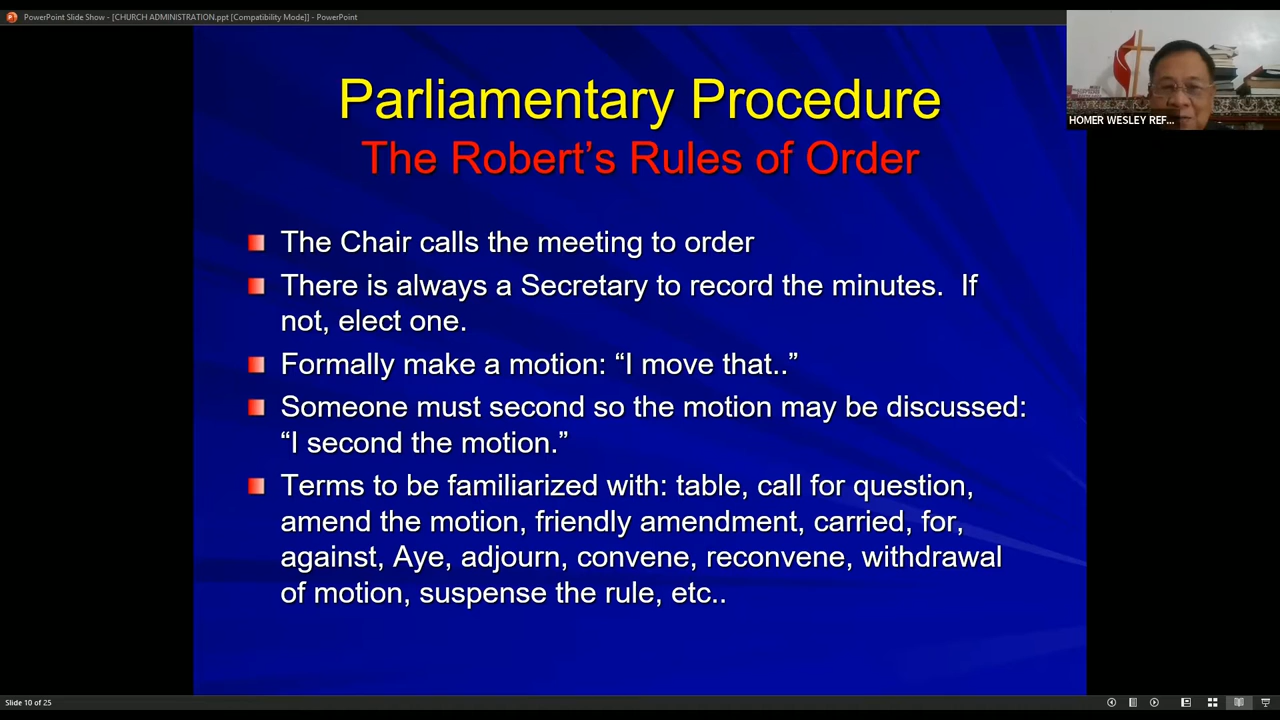 PowerPoint Slide Show - [CHURCH ADMINISTRATION.ppt [Compatibility Mode]] - PowerPoint
HOMER WESLEY REF...
Parliamentary Procedure
The Robert’s Rules of Order
The Chair calls the meeting to order
There is always a Secretary to record the minutes.  If
not, elect one.
Formally make a motion: “I move that..”
Someone must second so the motion may be discussed:
“I second the motion.”
Terms to be familiarized with: table, call for question,
amend the motion, friendly amendment, carried, for,
against, Aye, adjourn, convene, reconvene, withdrawal
of motion, suspense the rule, etc..
Slide 10 of 25